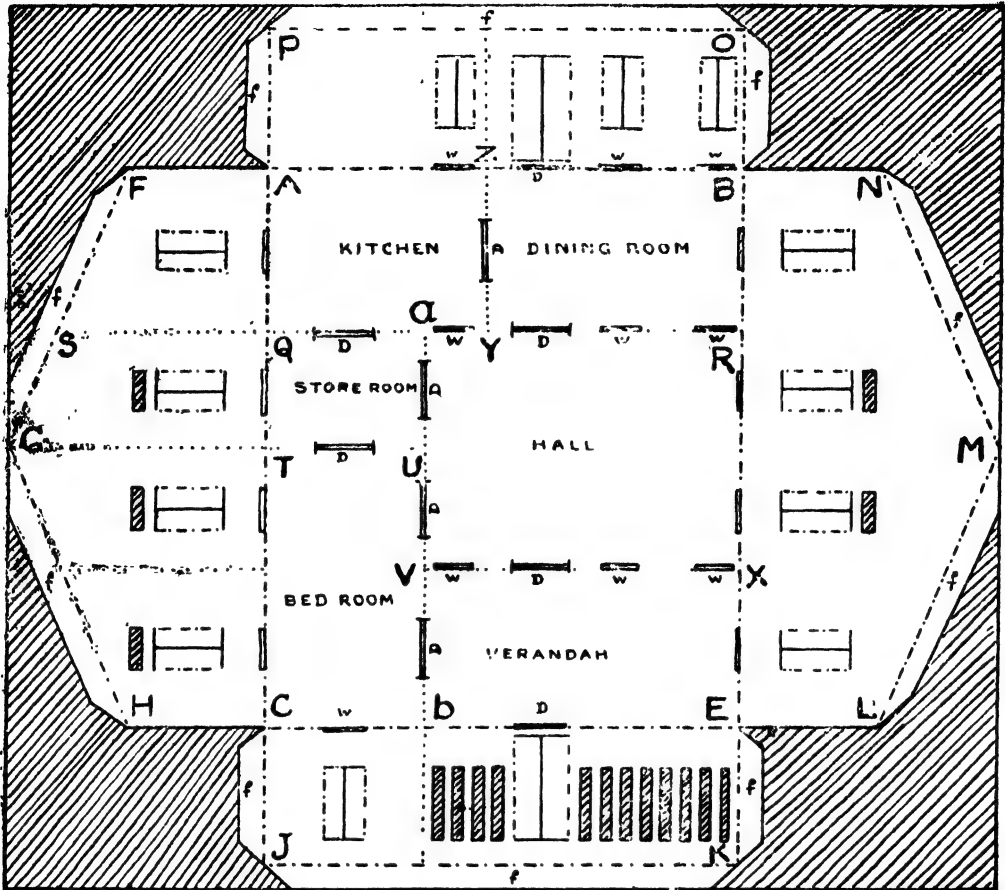 f
P O
f f
W Z D W W
F A B N
KITCHEN A DINING ROOM
f f
a
S Q D W Y D W W R
STORE ROOM A
G HALL M
T D U
D
V W D W W X
f BED ROOM f
A VERANDAH
H C W b D E L
f f
J K
f